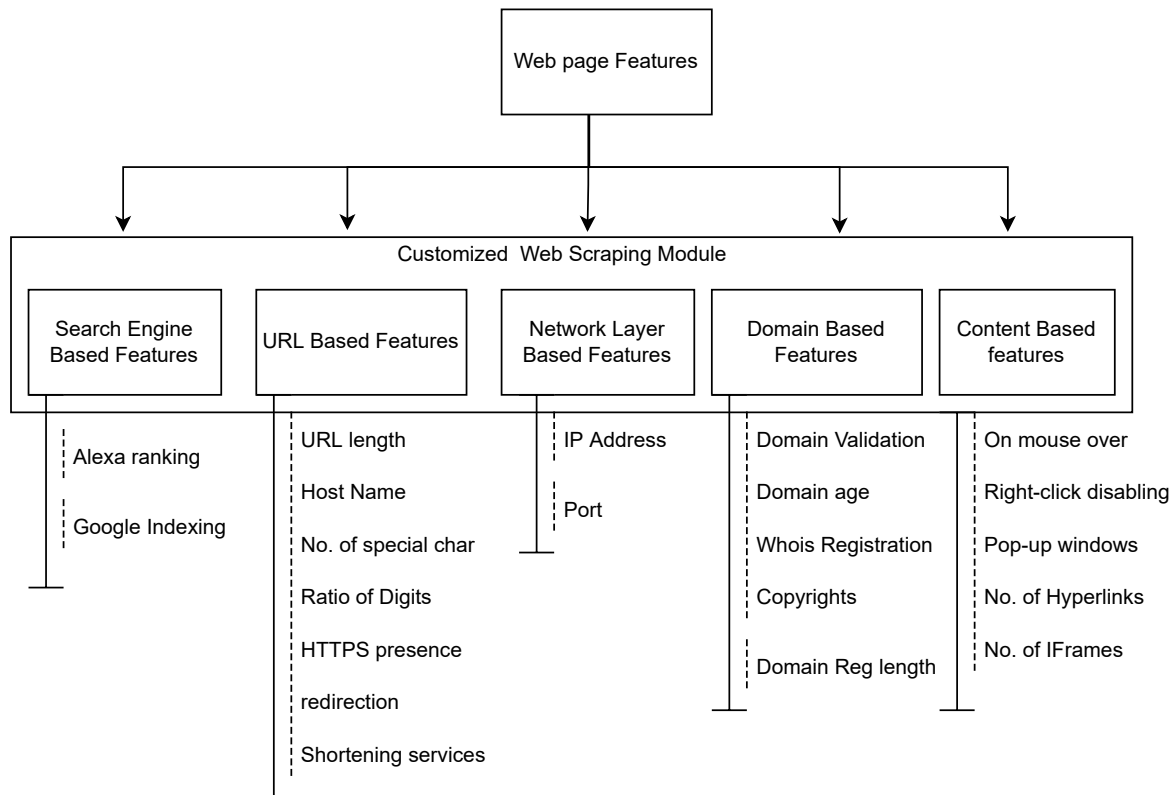 Web page Features
Customized  Web Scraping Module
Search Engine
Based Features
URL Based Features
Network Layer
Based Features
Domain Based
Features
Content Based
features
Alexa ranking
Google Indexing
URL length
Host Name
No. of special char
Ratio of Digits
HTTPS presence
redirection
Shortening services
IP Address
Port
Domain Validation
Domain age
Whois Registration
Copyrights
Domain Reg length
On mouse over
Right-click disabling
Pop-up windows
No. of Hyperlinks
No. of IFrames